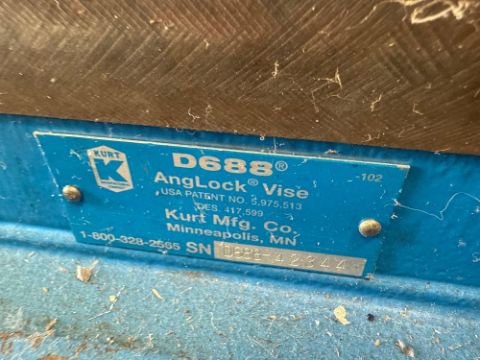 KURT
D688®
-102
AngLock® Vise
USA PATENT NO. 5,975,513
DES. 417,599
Kurt Mfg. Co.
Minneapolis, MN
1-800-328-2565 SN